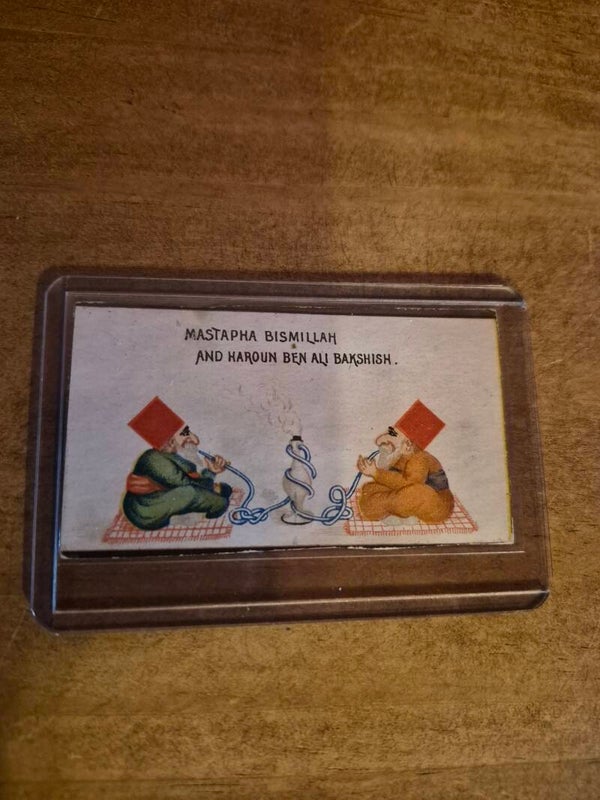 MASTAPHA BISMILLAH
AND HAROUN BEN ALI BAKSHISH.